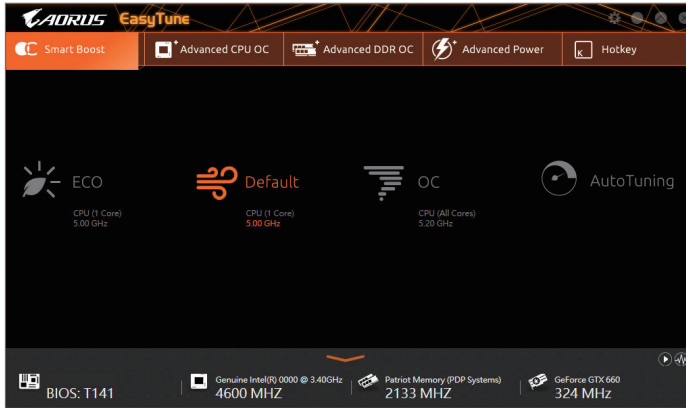 AORUS EasyTune
Smart Boost
Advanced CPU OC
Advanced DDR OC
Advanced Power
K
Hotkey
ECO
CPU (1 Core)
5.00 GHz
Default
CPU (1 Core)
5.00 GHz
OC
CPU (All Cores)
5.20 GHz
AutoTuning
BIOS: T141
Genuine Intel(R) 0000 @ 3.40GHz
4600 MHZ
Patriot Memory (PDP Systems)
2133 MHZ
GeForce GTX 660
324 MHZ